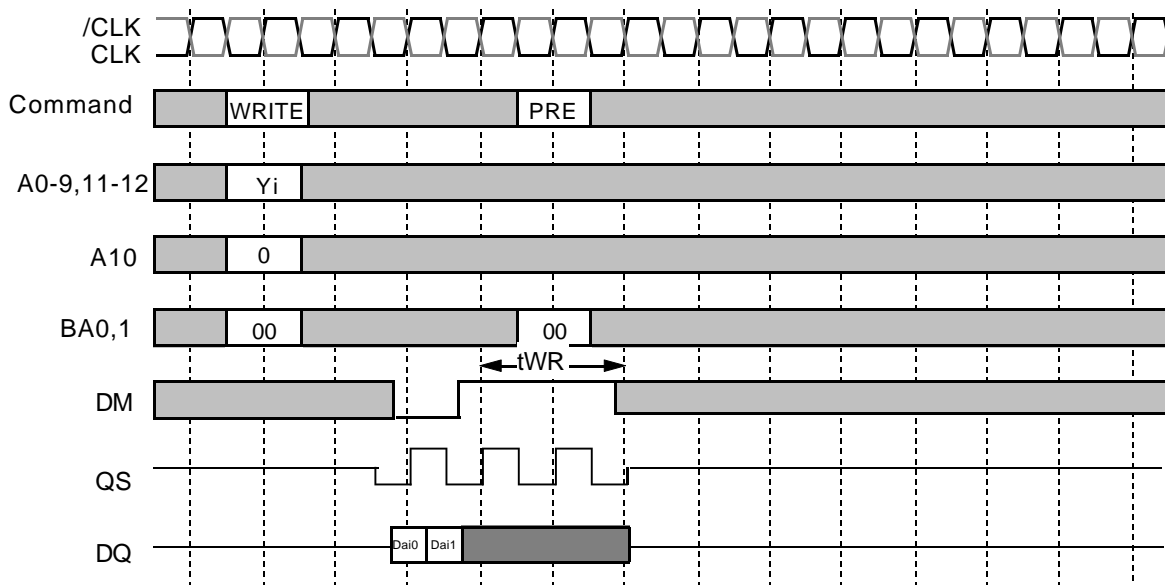 /CLK
CLK
Command WRITE PRE
A0-9,11-12 Yi
A10 0
BA0,1 00 00
tWR
DM
QS
DQ Dai0 Dai1